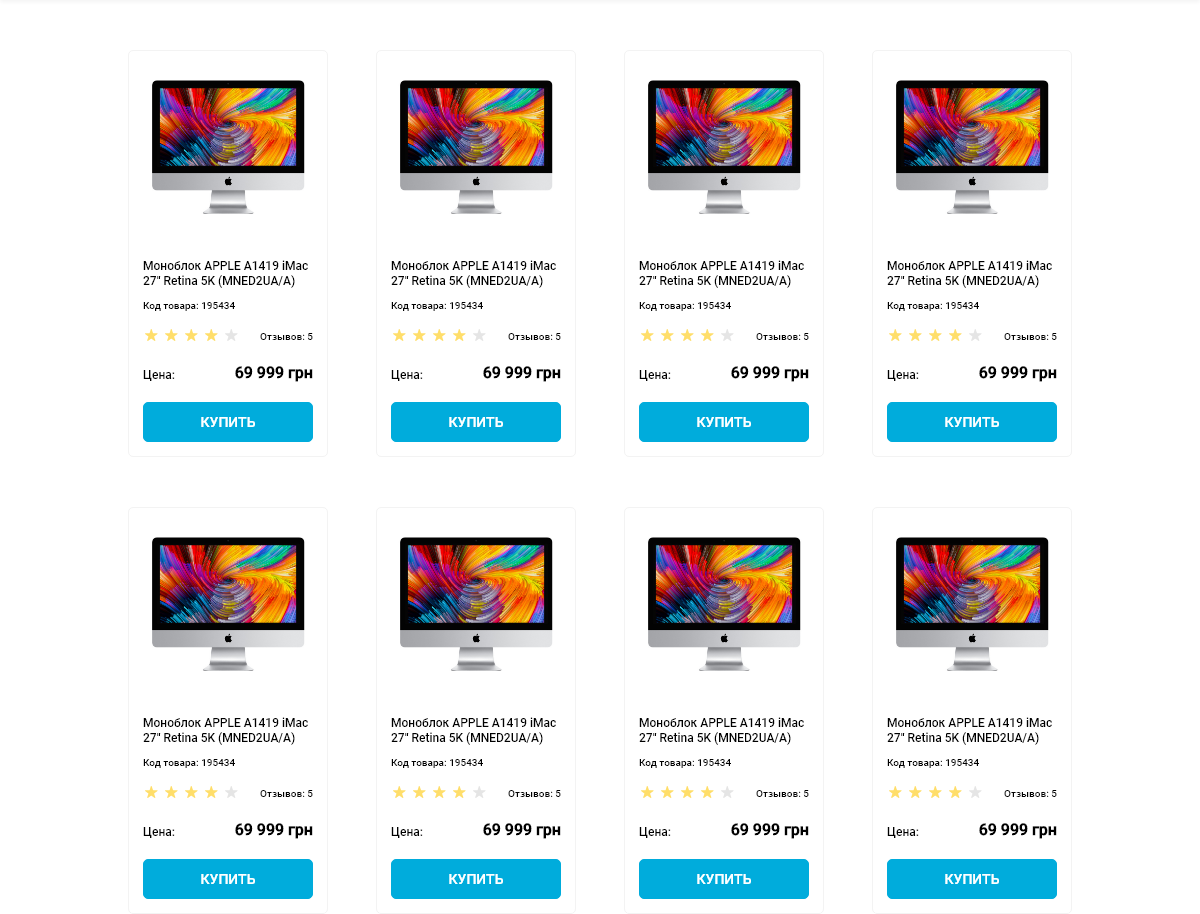 Моноблок APPLE A1419 iMac
27" Retina 5K (MNED2UA/A)
Код товара: 195434
Отзывов: 5
Цена: 69 999 грн
КУПИТЬ
Моноблок APPLE A1419 iMac
27" Retina 5K (MNED2UA/A)
Код товара: 195434
Отзывов: 5
Цена: 69 999 грн
КУПИТЬ
Моноблок APPLE A1419 iMac
27" Retina 5K (MNED2UA/A)
Код товара: 195434
Отзывов: 5
Цена: 69 999 грн
КУПИТЬ
Моноблок APPLE A1419 iMac
27" Retina 5K (MNED2UA/A)
Код товара: 195434
Отзывов: 5
Цена: 69 999 грн
КУПИТЬ
Моноблок APPLE A1419 iMac
27" Retina 5K (MNED2UA/A)
Код товара: 195434
Отзывов: 5
Цена: 69 999 грн
КУПИТЬ
Моноблок APPLE A1419 iMac
27" Retina 5K (MNED2UA/A)
Код товара: 195434
Отзывов: 5
Цена: 69 999 грн
КУПИТЬ
Моноблок APPLE A1419 iMac
27" Retina 5K (MNED2UA/A)
Код товара: 195434
Отзывов: 5
Цена: 69 999 грн
КУПИТЬ
Моноблок APPLE A1419 iMac
27" Retina 5K (MNED2UA/A)
Код товара: 195434
Отзывов: 5
Цена: 69 999 грн
КУПИТЬ